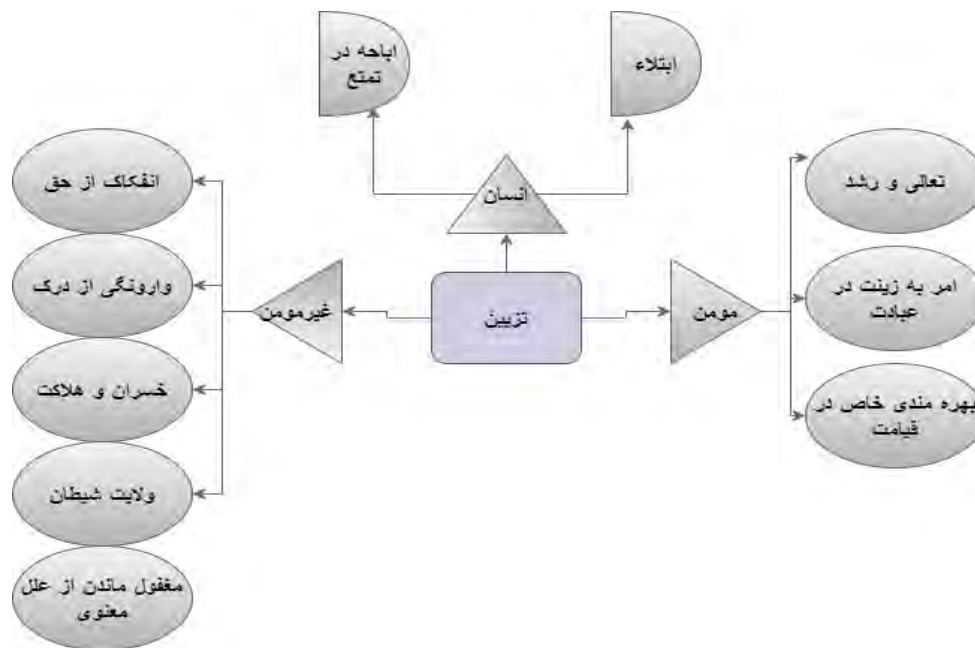 اباحه در
تمتع
ابتلاء
انسان
انفکاک از حق
تعالی و رشد
وارونگی از درک
امر به زینت در
عبادت
غیرمومن
تزیین
مومن
خسران و هلاکت
بهره مندی خاص در
قیامت
ولایت شیطان
مغفول ماندن از علل
معنوی